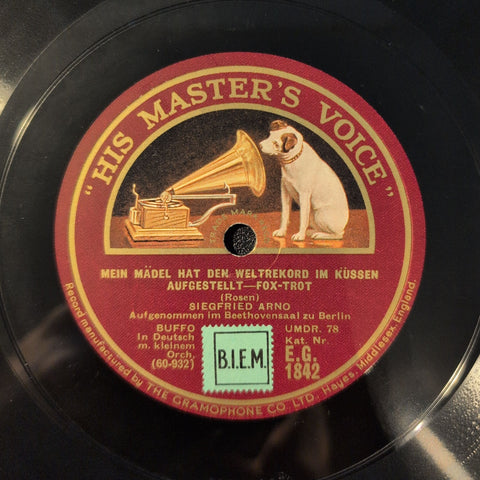 "HIS MASTER'S VOICE"
MEIN MÄDEL HAT DEN WELTREKORD IM KÜSSEN
AUFGESTELLT—FOX-TROT
(Rosen)
SIEGFRIED ARNO
Aufgenommen im Beethovensaal zu Berlin
BUFFO
In Deutsch
m. kleinem
Orch.
(60-932)
B.I.E.M.
UMDR. 78
Kat. Nr.
E.G.
1842
Record manufactured by THE GRAMOPHONE CO. LTD. Hayes, Middlesex, England.